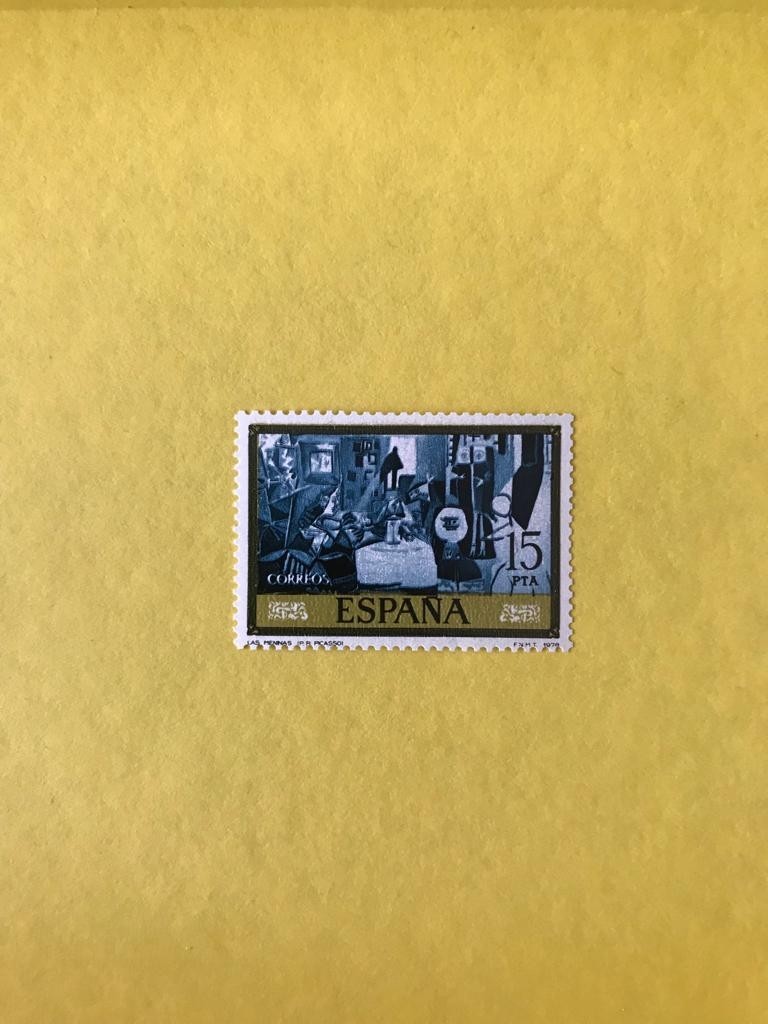 15
PTA
CORREOS
ESPAÑA
LAS MENINAS (P. R. PICASSO) F.N.M.T. 1978